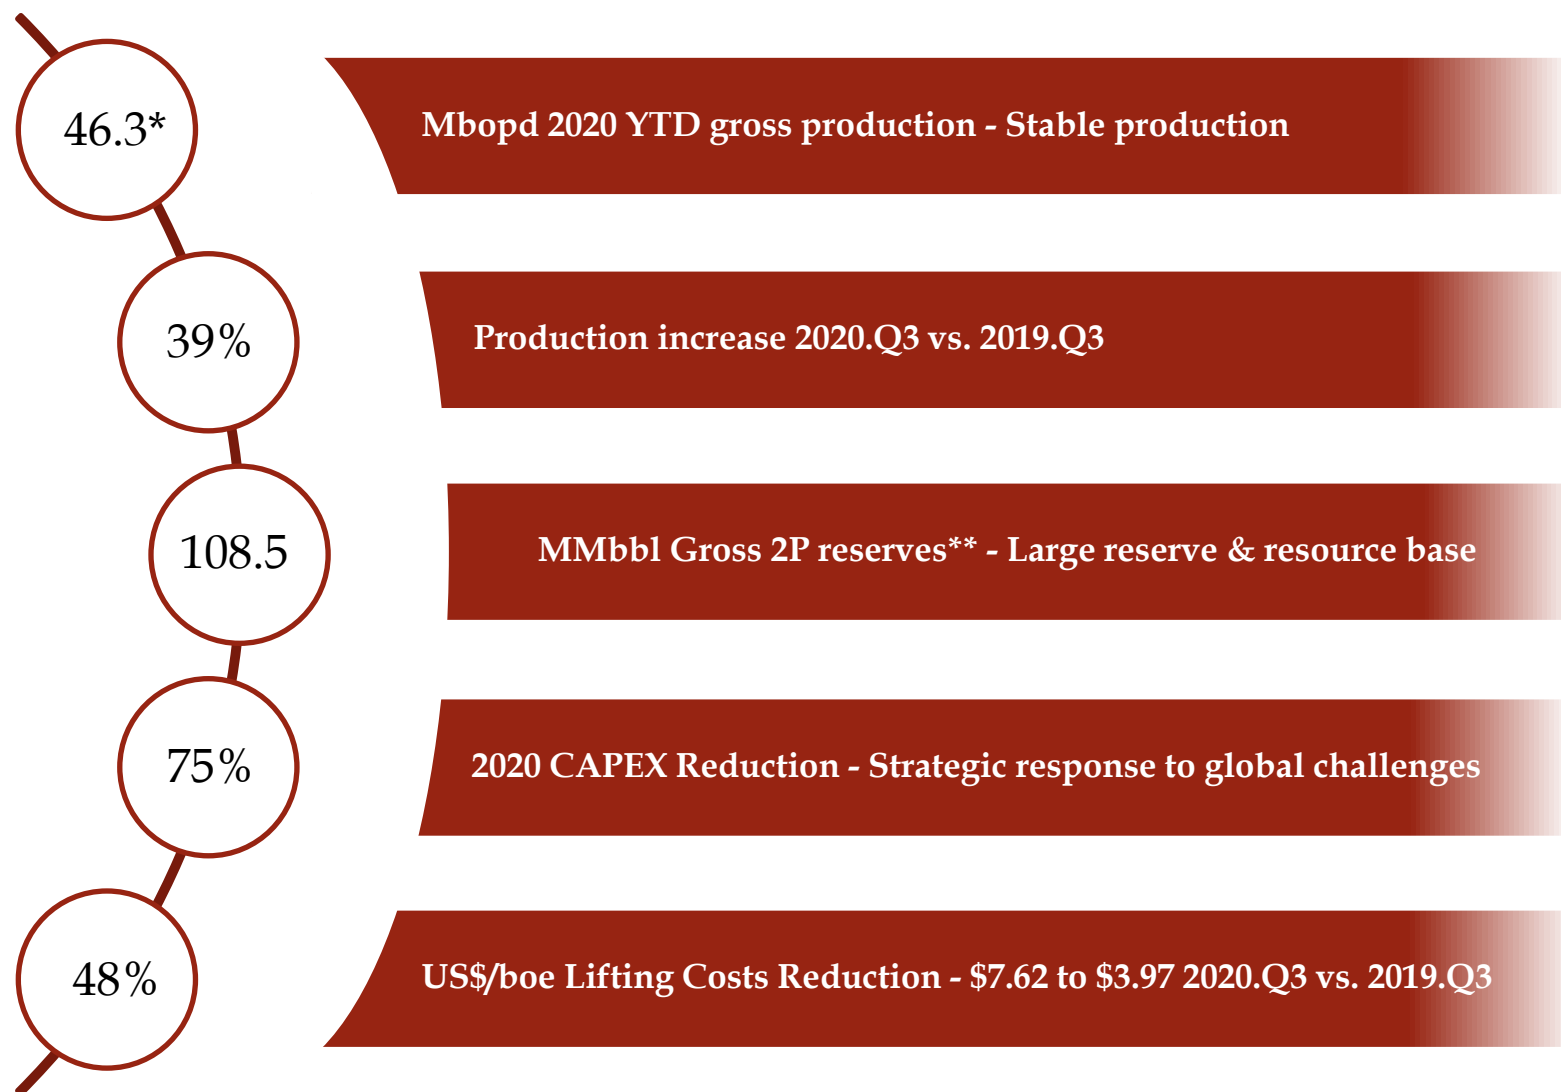 46.3*
Mbopd 2020 YTD gross production - Stable production
39%
Production increase 2020.Q3 vs. 2019.Q3
108.5
MMbbl Gross 2P reserves** - Large reserve & resource base
75%
2020 CAPEX Reduction - Strategic response to global challenges
48%
US$/boe Lifting Costs Reduction - $7.62 to $3.97 2020.Q3 vs. 2019.Q3